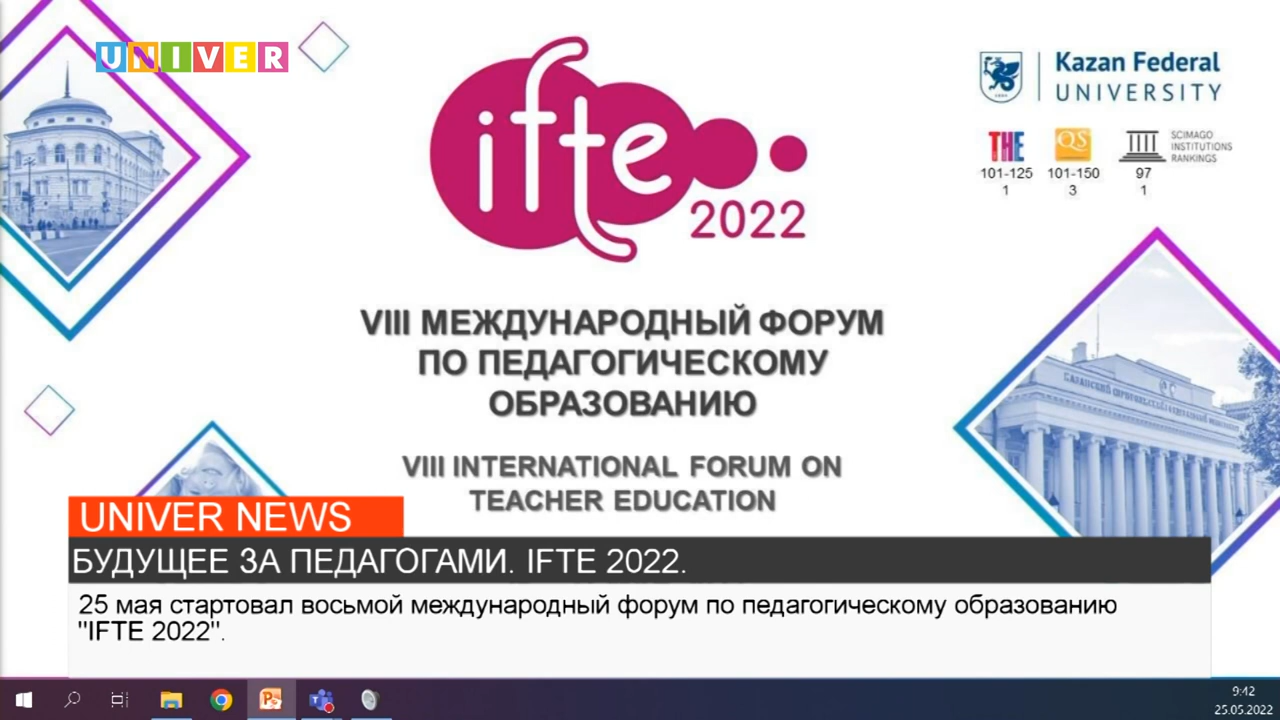 UNIVER
ifte
2022
Kazan Federal
UNIVERSITY
THE
QS
SCIMAGO
INSTITUTIONS
RANKINGS
101-125
101-150
97
1
3
1
VIII МЕЖДУНАРОДНЫЙ ФОРУМ
ПО ПЕДАГОГИЧЕСКОМУ
ОБРАЗОВАНИЮ
VIII INTERNATIONAL FORUM ON
TEACHER EDUCATION
UNIVER NEWS
БУДУЩЕЕ ЗА ПЕДАГОГАМИ. IFTE 2022.
25 мая стартовал восьмой международный форум по педагогическому образованию
"IFTE 2022".
9:42
25.05.2022